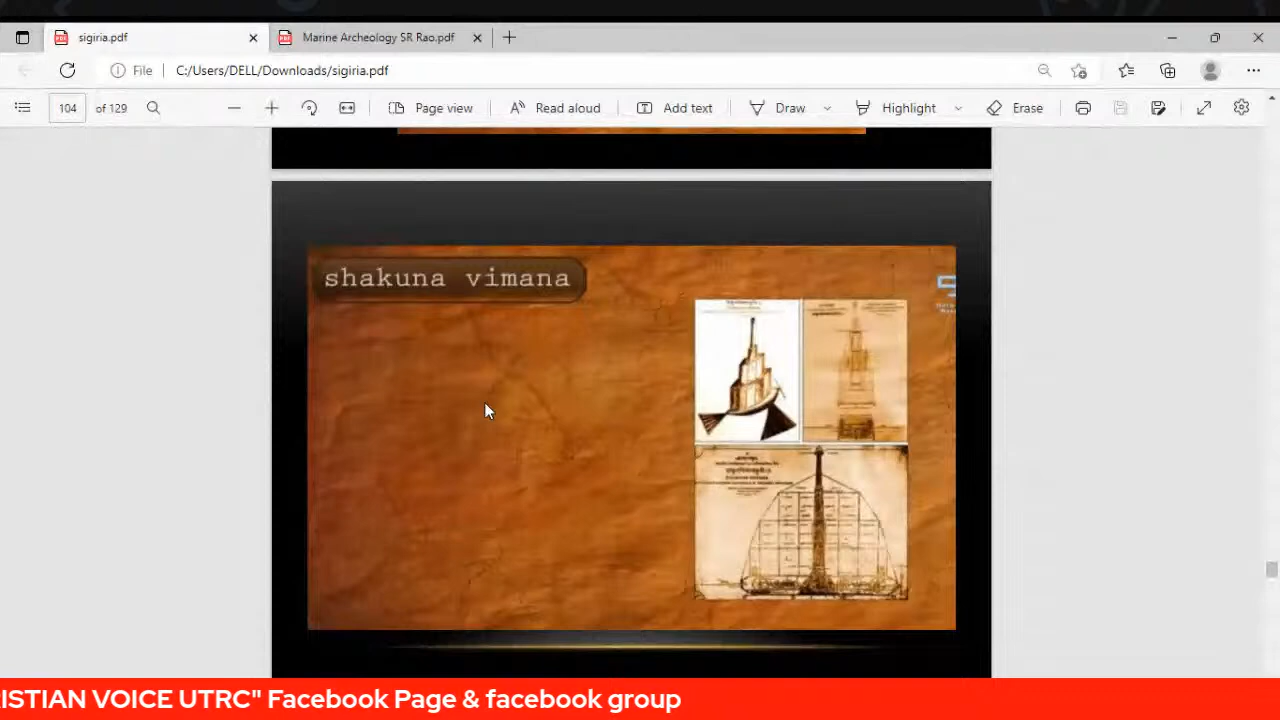 sigiria.pdf
Marine Archeology SR Rao.pdf
File
C:/Users/DELL/Downloads/sigiria.pdf
104 of 129
Page view
Read aloud
Add text
Draw
Highlight
Erase
shakuna vimana
RISTIAN VOICE UTRC" Facebook Page & facebook group